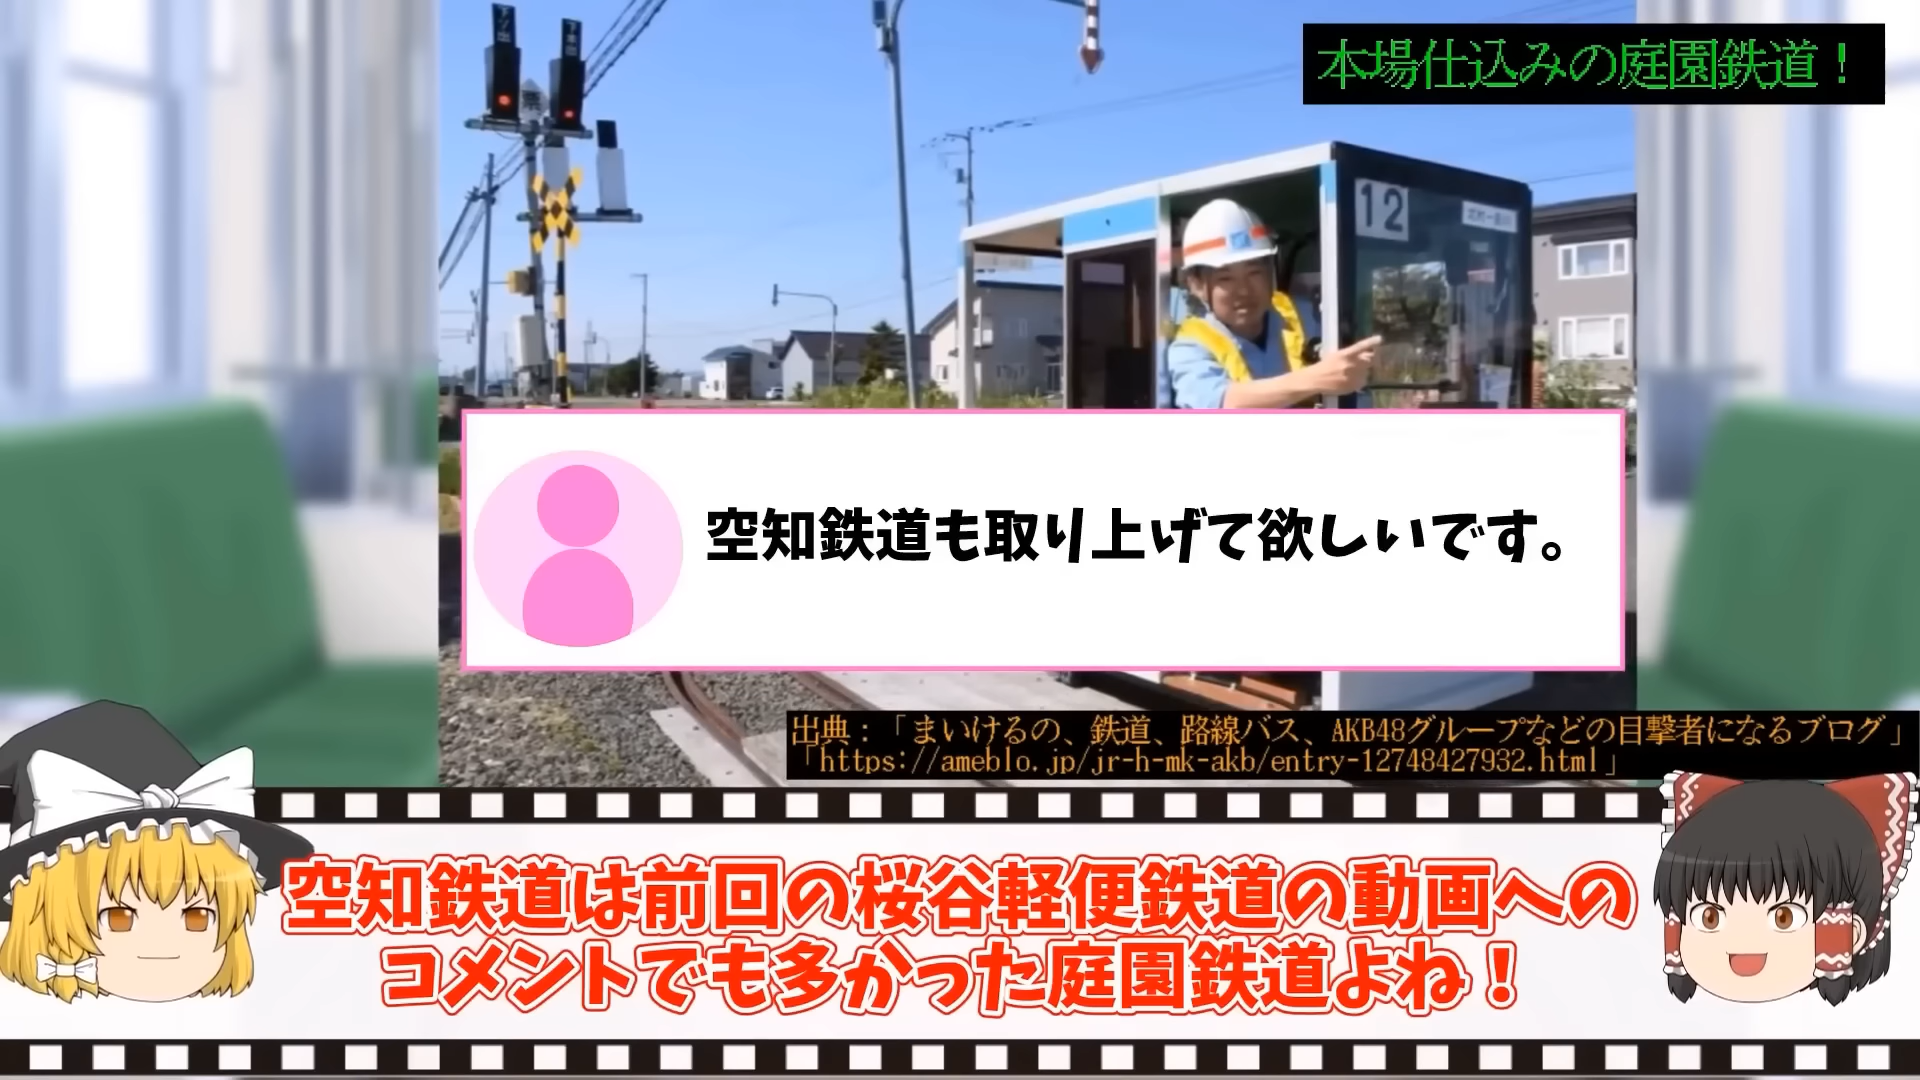 本場仕込みの庭園鉄道！
12
空知鉄道も取り上げて欲しいです。
出典：「まいけるの、鉄道、路線バス、AKB48グループなどの目撃者になるブログ」
「https://ameblo.jp/jr-h-mk-akb/entry-12748427932.html」
空知鉄道は前回の桜谷軽便鉄道の動画への
コメントでも多かった庭園鉄道よね！